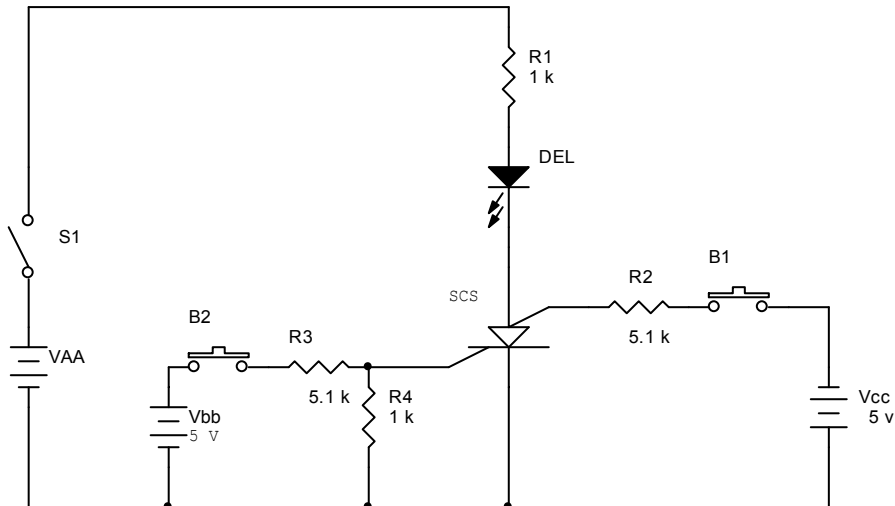 R1
1 k
DEL
S1
SCS
R2
B1
5.1 k
B2
R3
VAA
5.1 k
R4
1 k
Vbb
5 V
Vcc
5 v